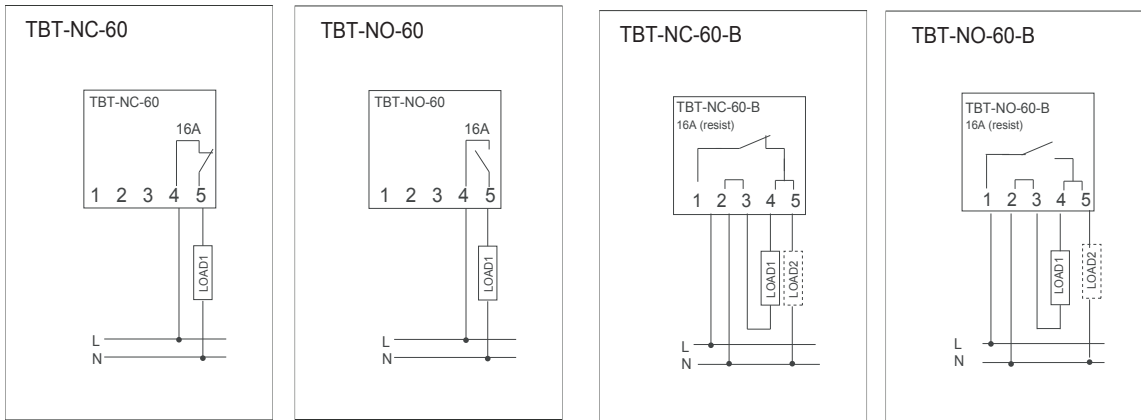 TBT-NC-60
TBT-NC-60
16A
1 2 3 4 5
LOAD1
L
N
TBT-NO-60
TBT-NO-60
16A
1 2 3 4 5
LOAD1
L
N
TBT-NC-60-B
TBT-NC-60-B
16A (resist)
1 2 3 4 5
LOAD1
LOAD2
L
N
TBT-NO-60-B
TBT-NO-60-B
16A (resist)
1 2 3 4 5
LOAD1
LOAD2
L
N